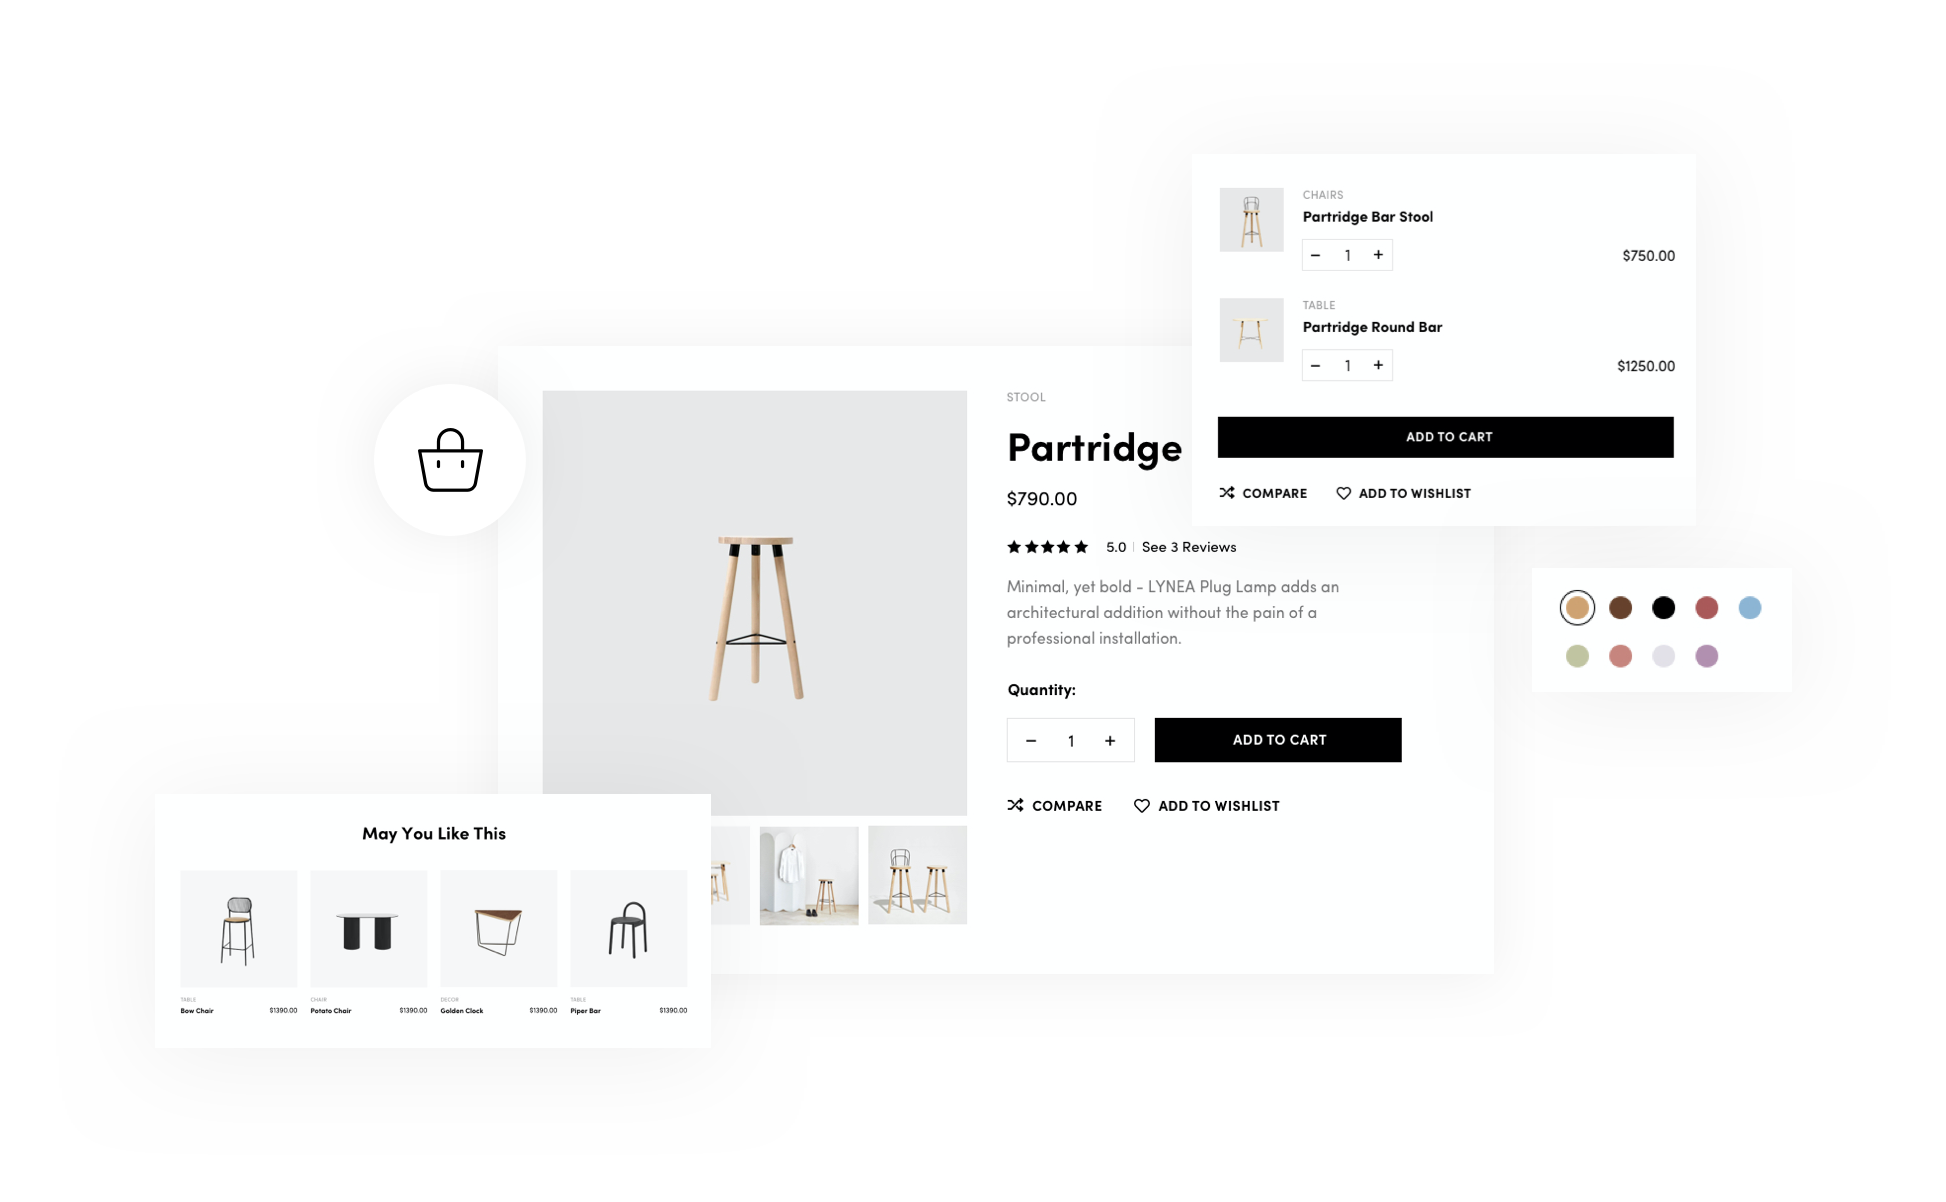 CHAIRS
Partridge Bar Stool
− 1 + $750.00
TABLE
Partridge Round Bar
− 1 + $1250.00
ADD TO CART
COMPARE ADD TO WISHLIST
STOOL
Partridge
$790.00
5.0 | See 3 Reviews
Minimal, yet bold - LYNEA Plug Lamp adds an
architectural addition without the pain of a
professional installation.
Quantity:
− 1 + ADD TO CART
COMPARE ADD TO WISHLIST
May You Like This
TABLE
Bow Chair $1390.00
CHAIR
Potato Chair $1390.00
DECOR
Golden Clock $1390.00
TABLE
Piper Bar $1390.00